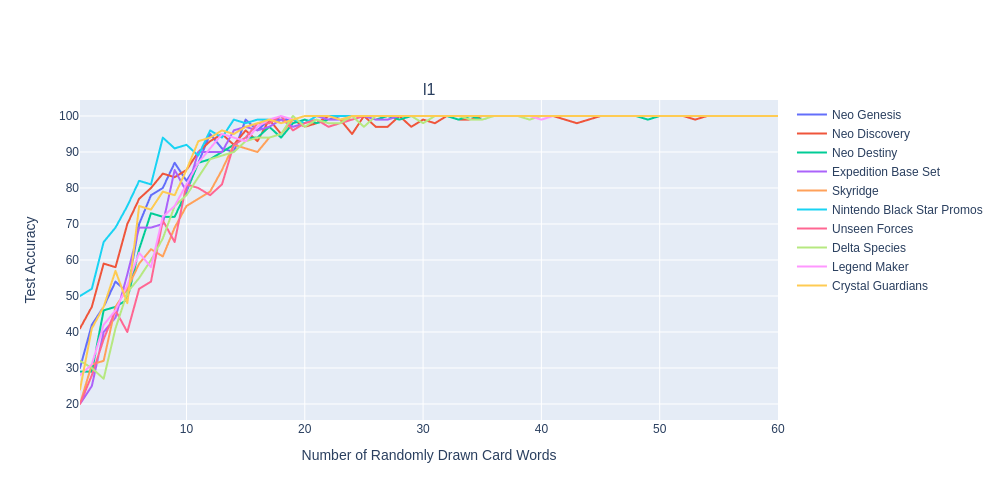 l1
100
90
80
70
60
50
40
30
20
Test Accuracy
10
20
30
40
50
60
Number of Randomly Drawn Card Words
Neo Genesis
Neo Discovery
Neo Destiny
Expedition Base Set
Skyridge
Nintendo Black Star Promos
Unseen Forces
Delta Species
Legend Maker
Crystal Guardians